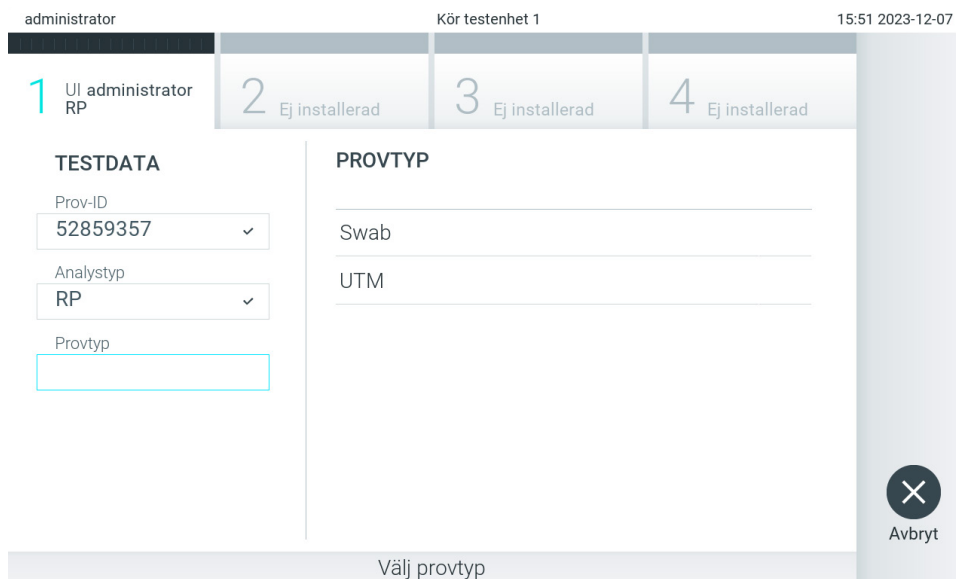 administrator
Kör testenhet 1
15:51 2023-12-07
1 UI administrator
RP
2 Ej installerad
3 Ej installerad
4 Ej installerad
TESTDATA
Prov-ID
52859357
Analystyp
RP
Provtyp
PROVTYP
Swab
UTM
Avbryt
Välj provtyp